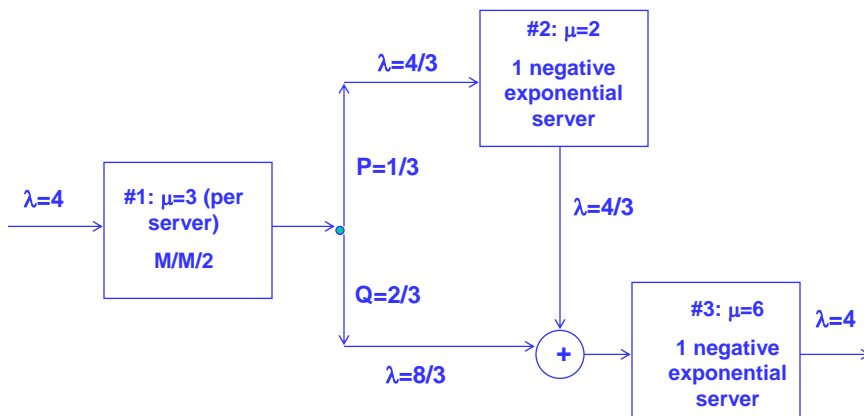 λ=4
#1: μ=3 (per
server)
M/M/2
P=1/3
Q=2/3
λ=4/3
#2: μ=2
1 negative
exponential
server
λ=4/3
λ=8/3
+
#3: μ=6
1 negative
exponential
server
λ=4